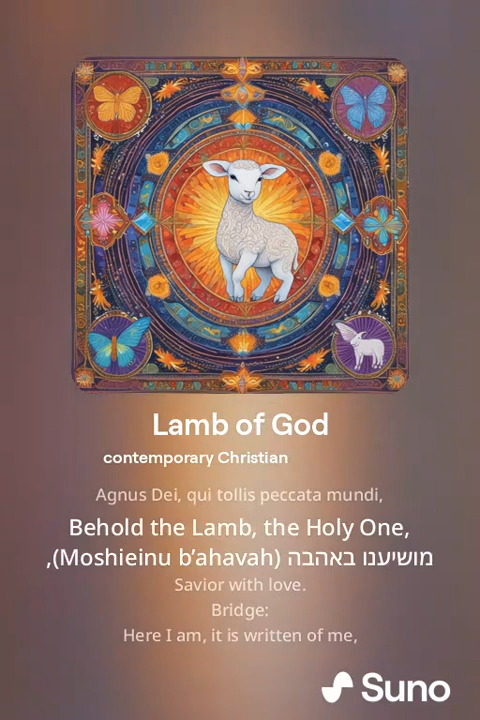 Lamb of God
contemporary Christian
Agnus Dei, qui tollis peccata mundi,
Behold the Lamb, the Holy One,
מושיענו באהבה (Moshieinu b’ahavah),
Savior with love.
Bridge:
Here I am, it is written of me,
Suno